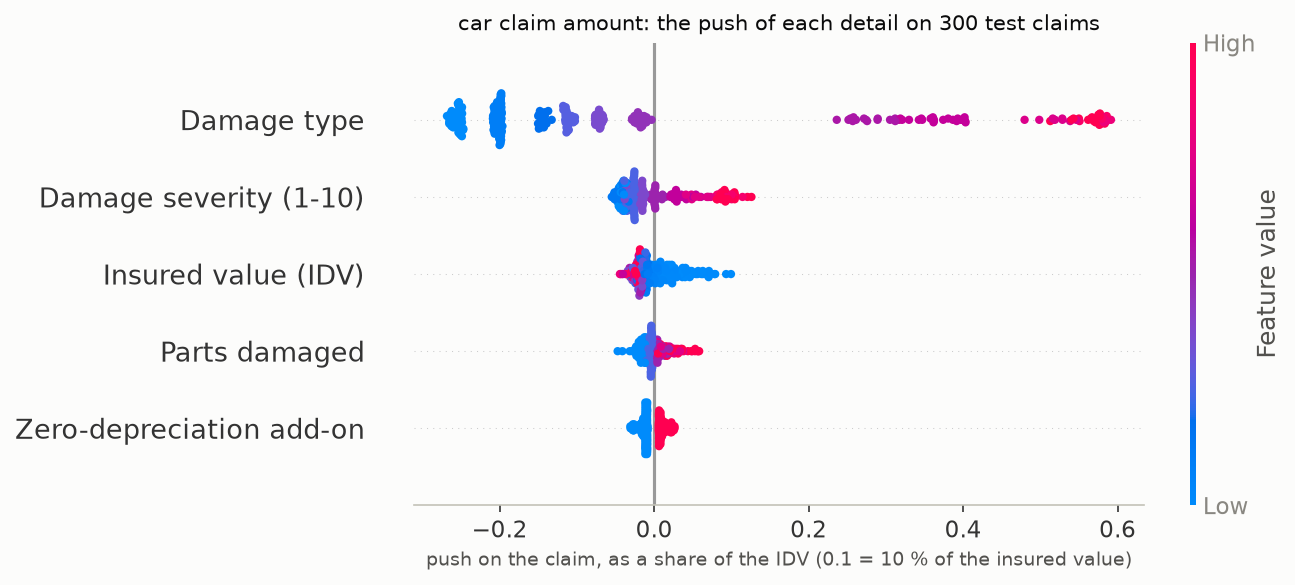 car claim amount: the push of each detail on 300 test claims
High
Damage type
Damage severity (1-10)
Insured value (IDV)
Parts damaged
Zero-depreciation add-on
Feature value
Low
−0.2 0.0 0.2 0.4 0.6
push on the claim, as a share of the IDV (0.1 = 10 % of the insured value)